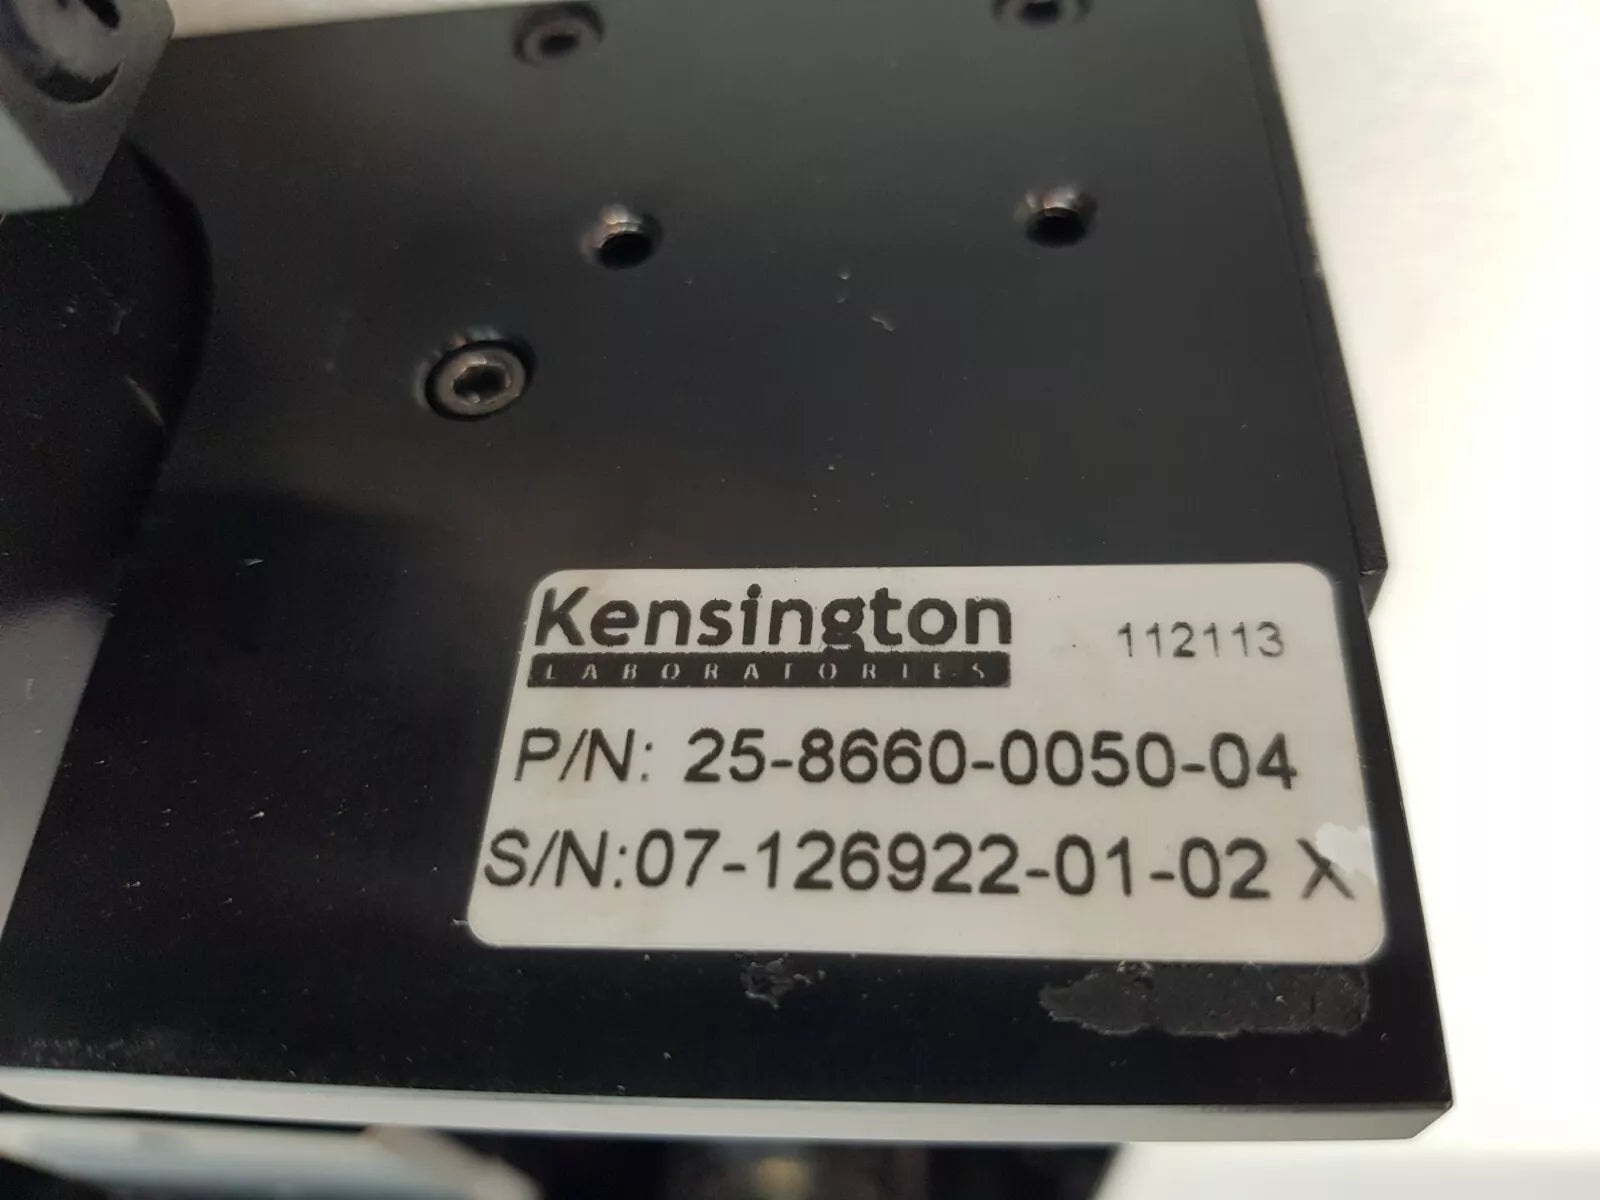 Kensington
LABORATORIES
112113
P/N: 25-8660-0050-04
S/N:07-126922-01-02 X